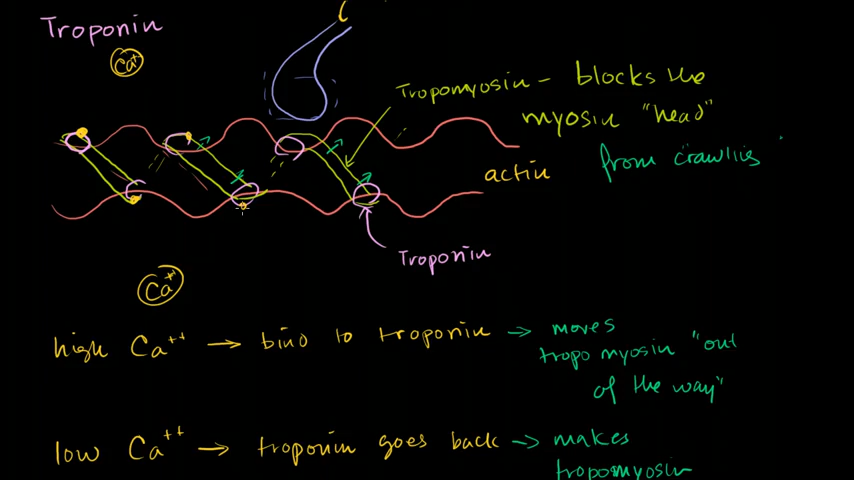 Troponin
Ca++
Tropomyosin - blocks the
myosin "head"
from crawling
actin
Troponin
Ca++
high Ca++ → bind to troponin → moves
tropomyosin "out
of the way"
low Ca++ → troponin goes back → makes
tropomyosin